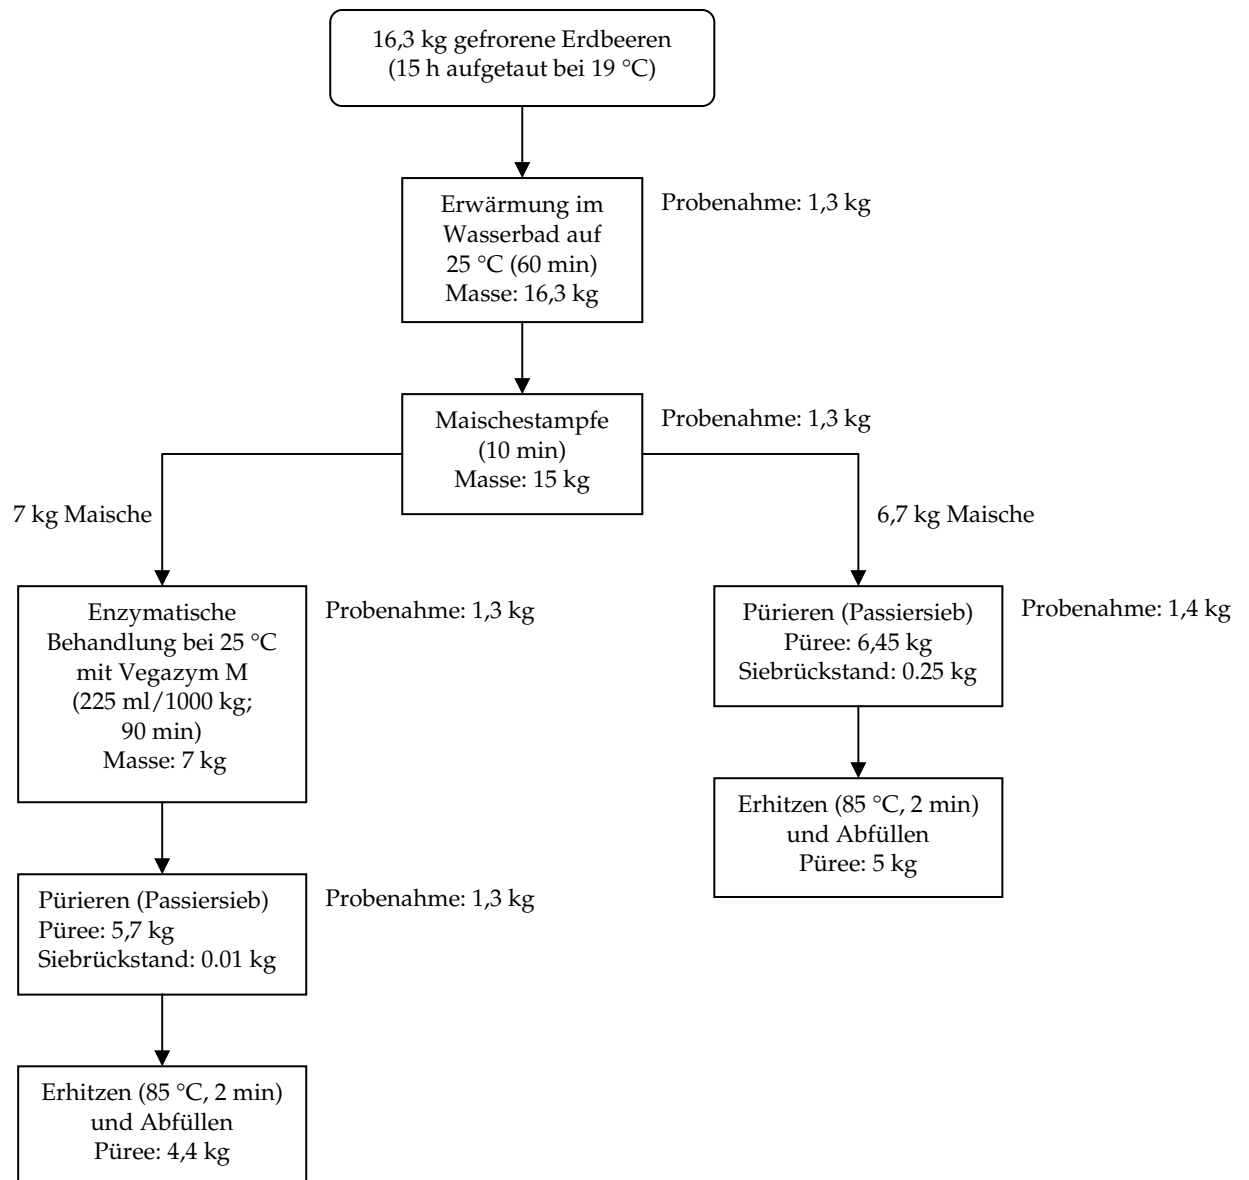 16,3 kg gefrorene Erdbeeren
(15 h aufgetaut bei 19 °C)
Erwärmung im
Wasserbad auf
25 °C (60 min)
Masse: 16,3 kg
Probenahme: 1,3 kg
Maischestampfe
(10 min)
Masse: 15 kg
Probenahme: 1,3 kg
7 kg Maische
6,7 kg Maische
Enzymatische
Behandlung bei 25 °C
mit Vegazym M
(225 ml/1000 kg;
90 min)
Masse: 7 kg
Probenahme: 1,3 kg
Pürieren (Passiersieb)
Püree: 6,45 kg
Siebrückstand: 0.25 kg
Probenahme: 1,4 kg
Erhitzen (85 °C, 2 min)
und Abfüllen
Püree: 5 kg
Pürieren (Passiersieb)
Püree: 5,7 kg
Siebrückstand: 0.01 kg
Probenahme: 1,3 kg
Erhitzen (85 °C, 2 min)
und Abfüllen
Püree: 4,4 kg